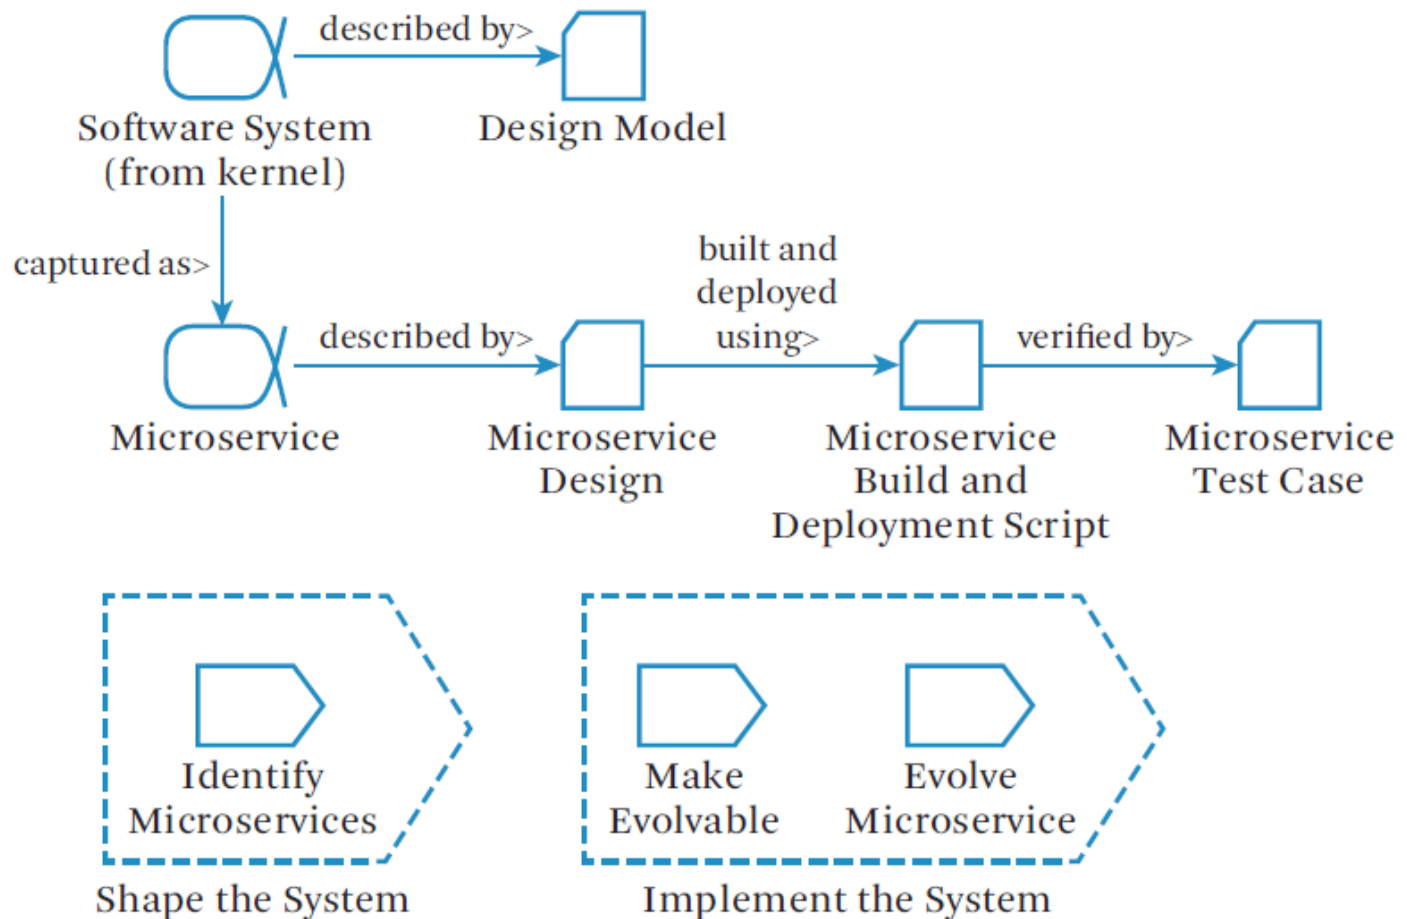 described by>
Software System
(from kernel)
Design Model
captured as>
described by>
built and
deployed
using>
verified by>
Microservice
Microservice
Design
Microservice
Build and
Deployment Script
Microservice
Test Case
Identify
Microservices
Make
Evolvable
Evolve
Microservice
Shape the System
Implement the System